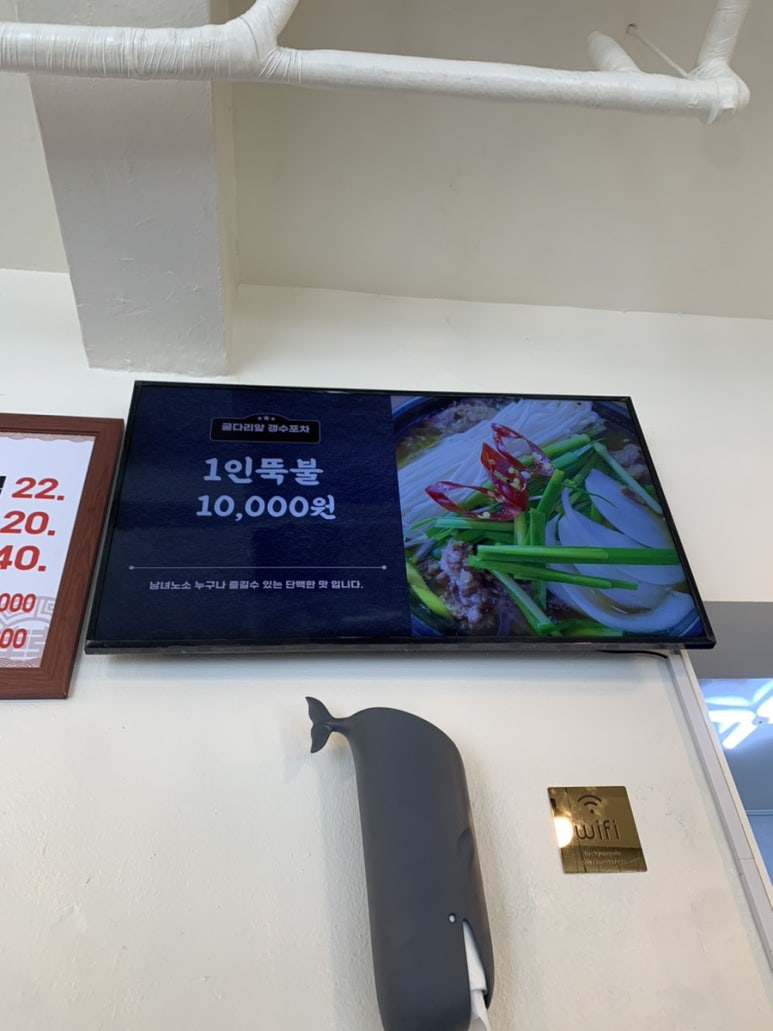 굴다리앞 갱수포차
1인뚝불
10,000원
남녀노소 누구나 즐길수 있는 단백한 맛 입니다.
22.
20.
40.
000
00
wifi